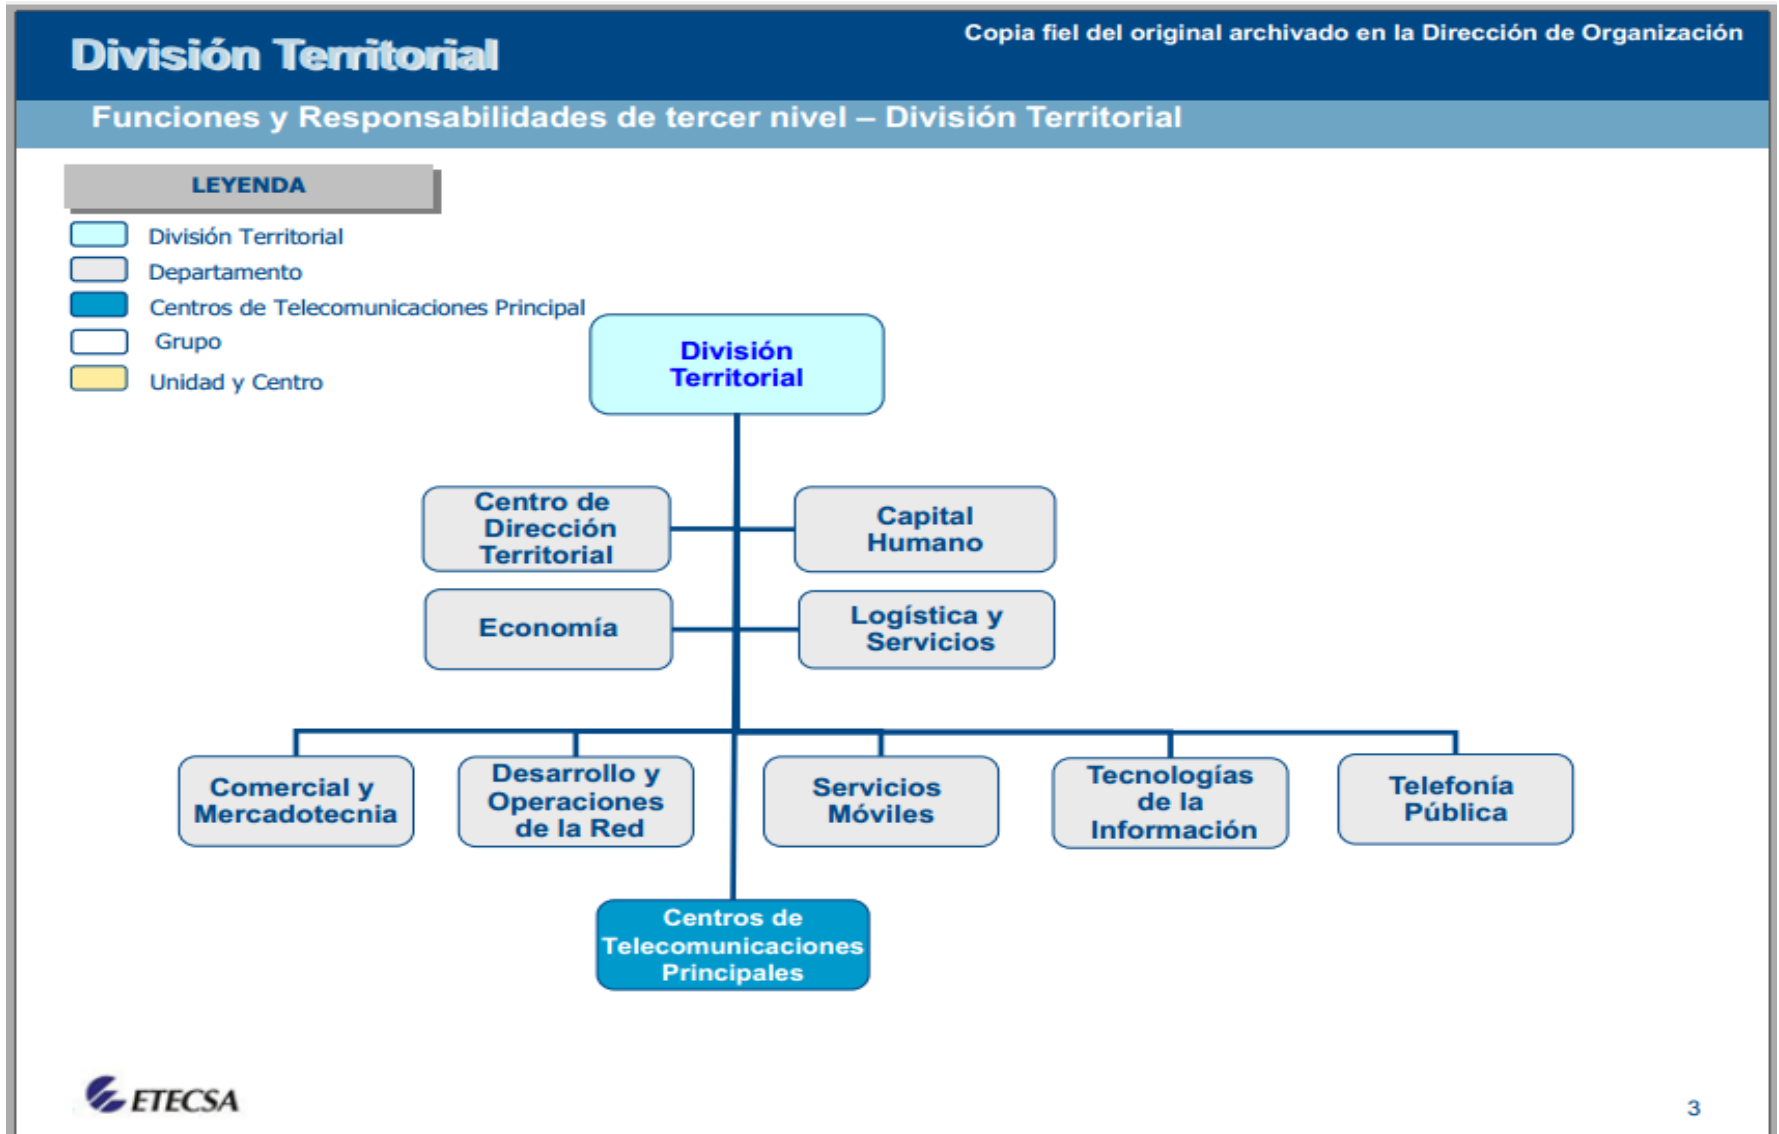 Copia fiel del original archivado en la Dirección de Organización
División Territorial
Funciones y Responsabilidades de tercer nivel – División Territorial
LEYENDA
División Territorial
Departamento
Centros de Telecomunicaciones Principal
Grupo
Unidad y Centro
División
Territorial
Centro de
Dirección
Territorial
Capital
Humano
Economía
Logística y
Servicios
Comercial y
Mercadotecnia
Desarrollo y
Operaciones
de la Red
Servicios
Móviles
Tecnologías
de la
Información
Telefonía
Pública
Centros de
Telecomunicaciones
Principales
ETECSA
3